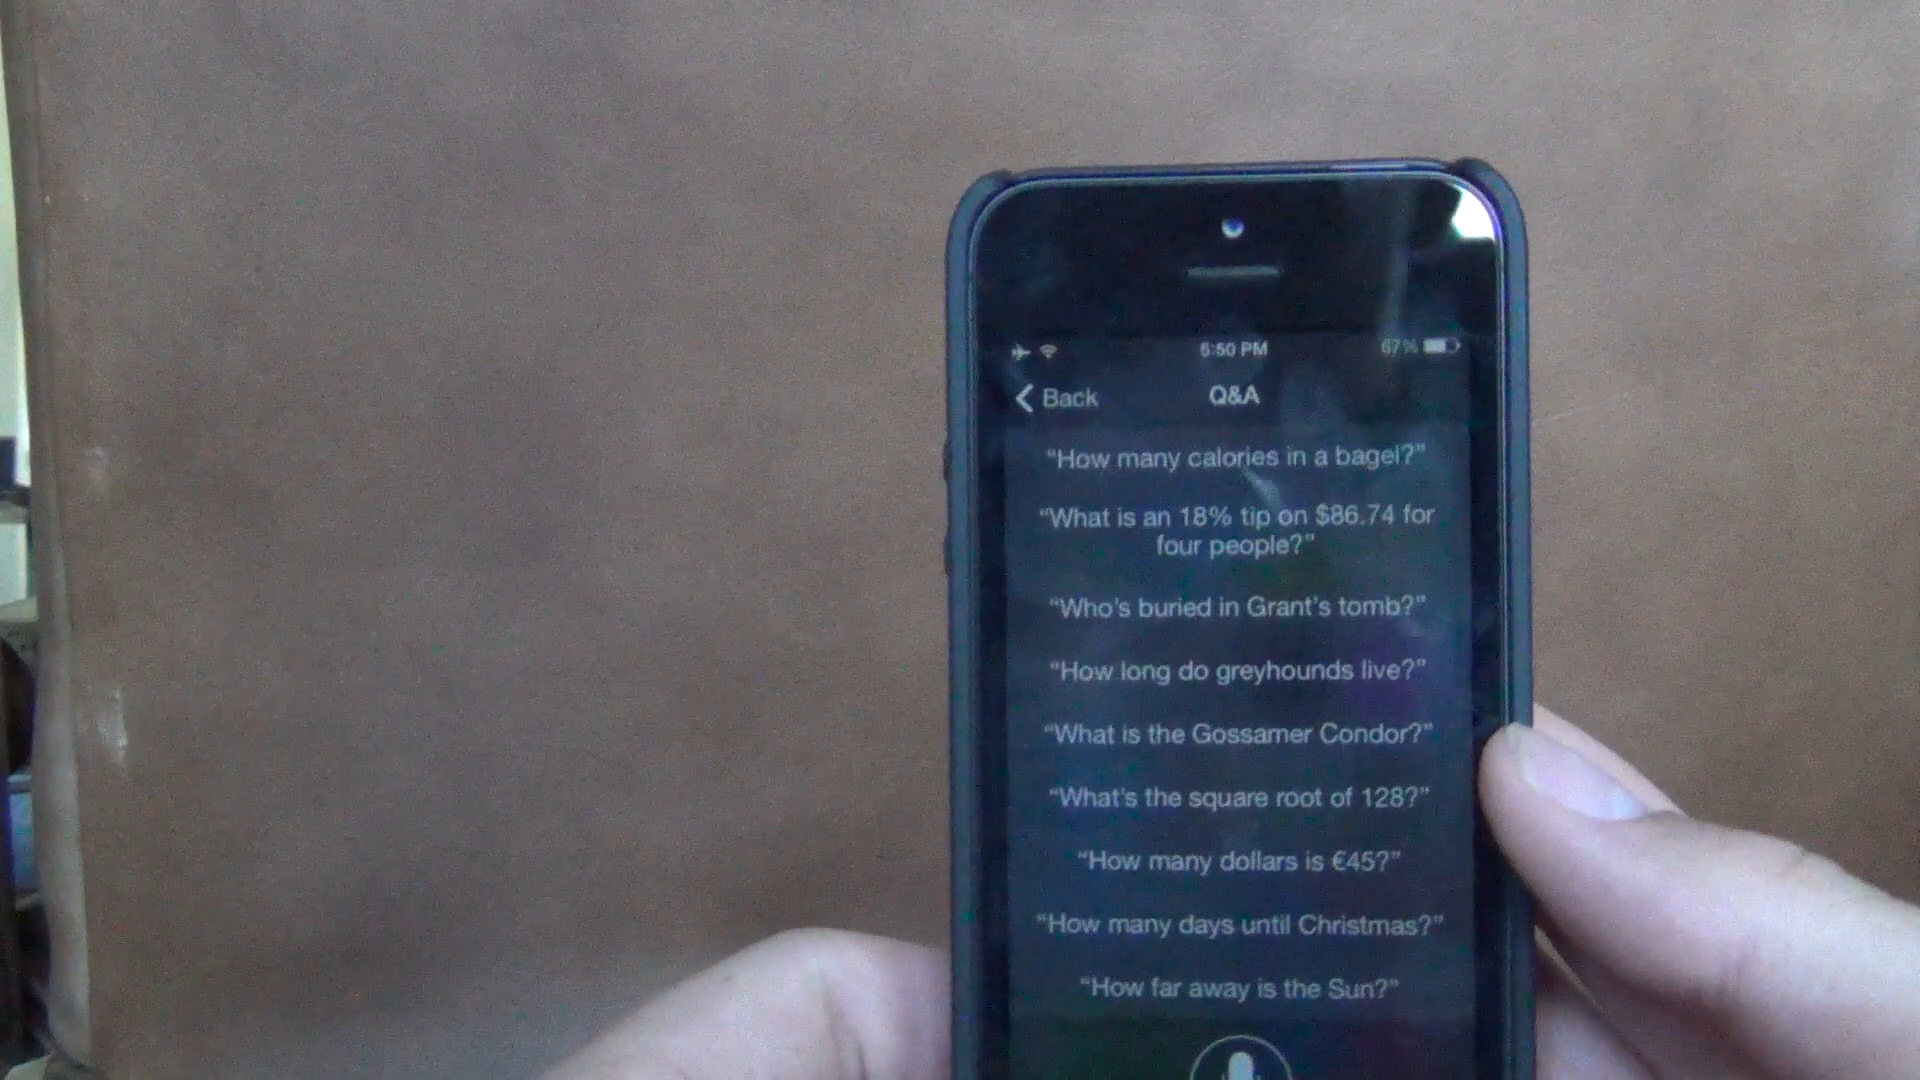 6:50 PM 67%
Back Q&A
“How many calories in a bagel?”
“What is an 18% tip on $86.74 for
four people?”
“Who’s buried in Grant’s tomb?”
“How long do greyhounds live?”
“What is the Gossamer Condor?”
“What’s the square root of 128?”
“How many dollars is €45?”
“How many days until Christmas?”
“How far away is the Sun?”